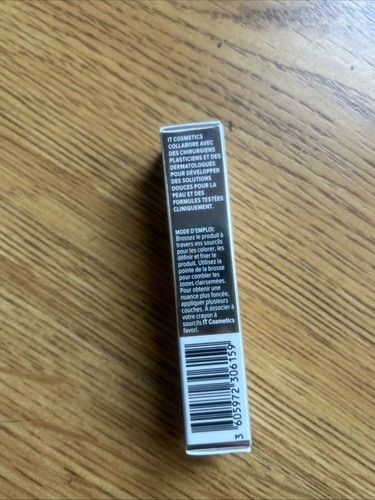 IT COSMETICS
COLLABORE AVEC
DES CHIRURGIENS
PLASTICIENS ET DES
DERMATOLOGUES
POUR DÉVELOPPER
DES SOLUTIONS
DOUCES POUR LA
PEAU ET DES
FORMULES TESTÉES
CLINIQUEMENT.
MODE D'EMPLOI:
Brossez le produit à
travers vos sourcils
pour les colorer, les
définir et fixer le
produit. Utilisez la
pointe de la brosse
pour combler les
zones clairsemées.
Pour obtenir une
nuance plus foncée,
appliquer plusieurs
couches. À associer à
votre crayon à
sourcils IT Cosmetics
favori.
3 605972 306159